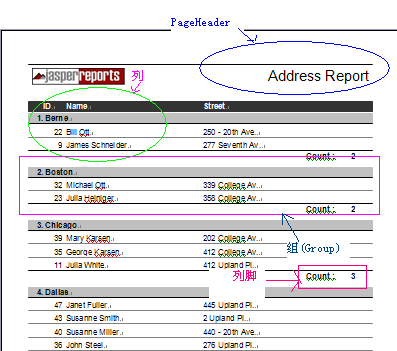 PageHeader
jasperreports 列 Address Report
ID. Name. Street.
1. Berne.
22 Bill Ott. 250 - 20th Ave..
9 James Schneider. 277 Seventh Av...
Count : 2
2. Boston.
32 Michael Ott. 339 College Av...
23 Julia Heiniger. 358 College Av...
Count : 2
组(Group)
3. Chicago.
39 Mary Karsen. 202 College Av...
35 George Karsen. 412 College Av...
11 Julia White. 412 Upland Pl...
列脚 Count : 3
4. Dallas.
47 Janet Fuller. 445 Upland Pl...
43 Susanne Smith. 2 Upland Pl...
40 Susanne Miller. 440 - 20th Ave...
36 John Steel. 276 Upland Pl...